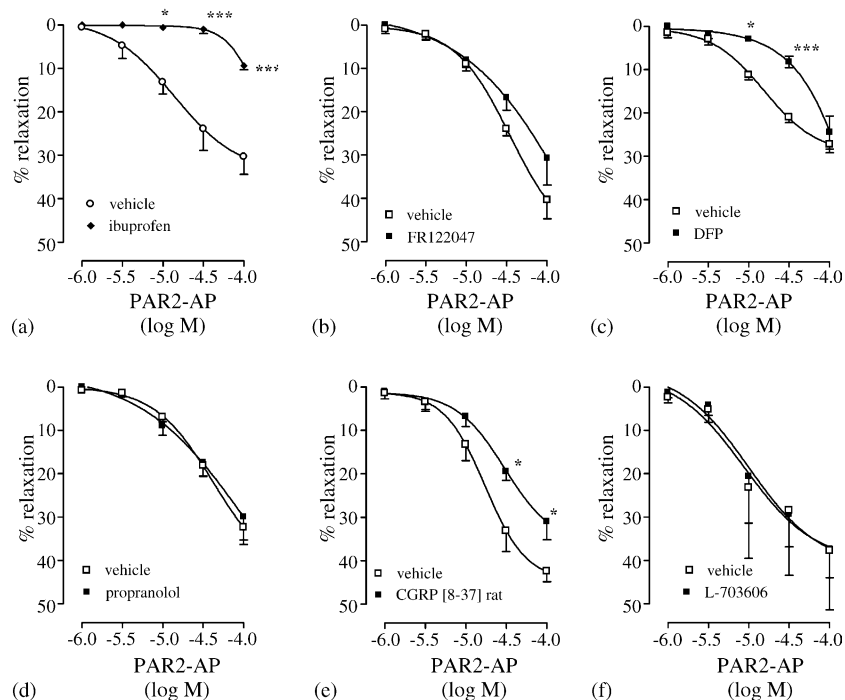 0
10
20
30
40
50
% relaxation
*
***
***
vehicle
ibuprofen
-6.0 -5.5 -5.0 -4.5 -4.0
PAR2-AP
(log M)
(a)
0
10
20
30
40
50
% relaxation
vehicle
FR122047
-6.0 -5.5 -5.0 -4.5 -4.0
PAR2-AP
(log M)
(b)
0
10
20
30
40
50
% relaxation
*
***
vehicle
DFP
-6.0 -5.5 -5.0 -4.5 -4.0
PAR2-AP
(log M)
(c)
0
10
20
30
40
50
% relaxation
vehicle
propranolol
-6.0 -5.5 -5.0 -4.5 -4.0
PAR2-AP
(log M)
(d)
0
10
20
30
40
50
% relaxation
*
*
vehicle
CGRP [8-37] rat
-6.0 -5.5 -5.0 -4.5 -4.0
PAR2-AP
(log M)
(e)
0
10
20
30
40
50
% relaxation
vehicle
L-703606
-6.0 -5.5 -5.0 -4.5 -4.0
PAR2-AP
(log M)
(f)